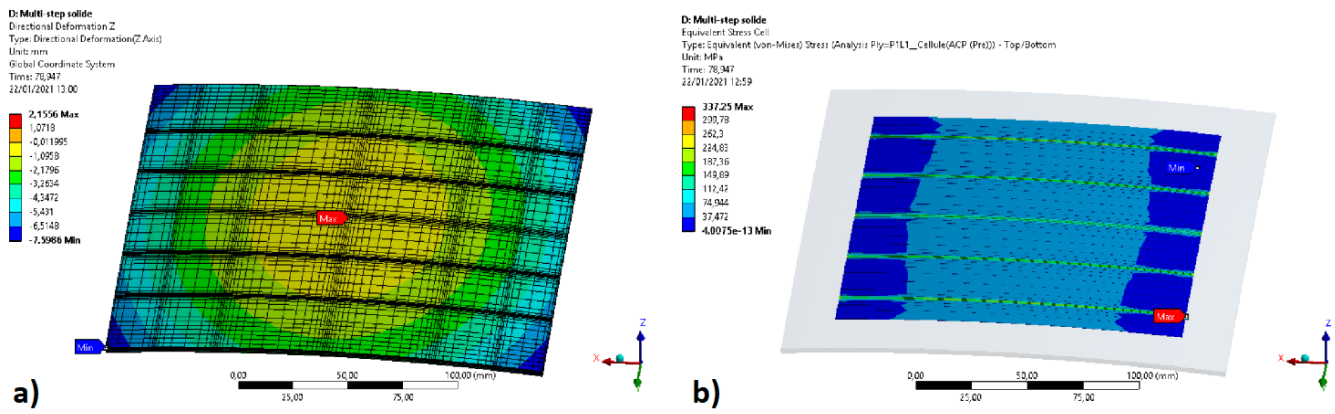 D: Multi-step solide
Directional Deformation Z
Type: Directional Deformation(Z Axis)
Unit: mm
Global Coordinate System
Time: 78,947
22/01/2021 13:00
2,1556 Max
1,0718
-0,011995
-1,0958
-2,1796
-3,2634
-4,3472
-5,431
-6,5148
-7,5986 Min
Max
Min
0,00 50,00 100,00 (mm)
25,00 75,00
X
Z
a)
D: Multi-step solide
Equivalent Stress Cell
Type: Equivalent (von-Mises) Stress (Analysis Ply=P1L1__Cellule(ACP (Pre))) - Top/Bottom
Unit: MPa
Time: 78,947
22/01/2021 12:59
337,25 Max
299,78
262,3
224,83
187,36
149,89
112,42
74,944
37,472
4,0075e-13 Min
Min
Max
0,00 50,00 100,00 (mm)
25,00 75,00
X
Z
b)